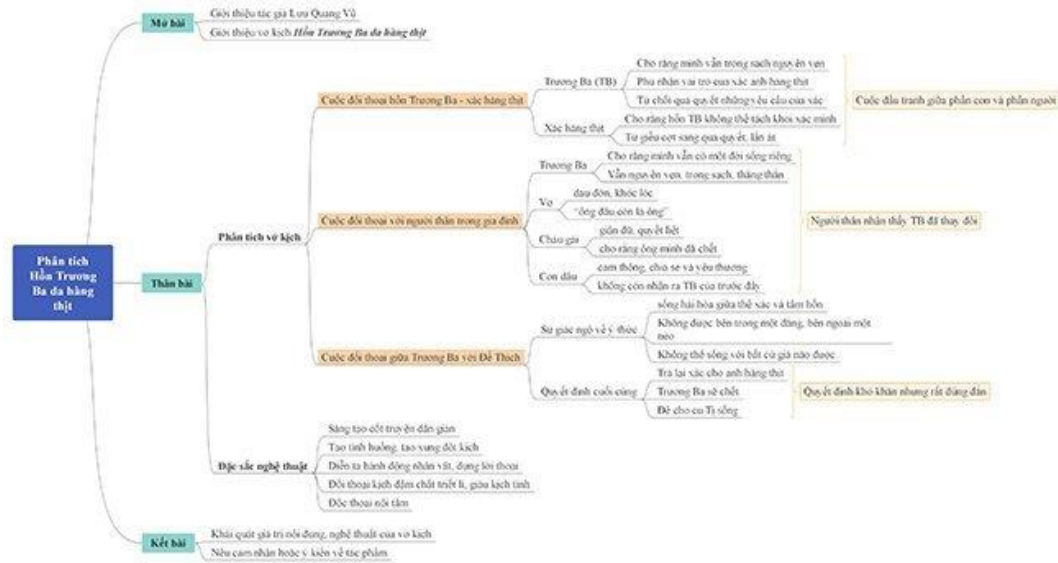 Phân tích
Hồn Trương
Ba da hàng
thịt
Mở bài
Giới thiệu tác giả Lưu Quang Vũ
Giới thiệu vở kịch Hồn Trương Ba da hàng thịt
Thân bài
Phân tích vở kịch
Cuộc đối thoại hồn Trương Ba - xác hàng thịt
Trương Ba (TB)
Cho rằng mình vẫn trong sạch nguyên vẹn
Phủ nhận vai trò của xác anh hàng thịt
Từ chối quả quyết những yêu cầu của xác
Xác hàng thịt
Cho rằng hồn TB không thể tách khỏi xác mình
Từ giễu cợt sang quả quyết, lấn át
Cuộc đấu tranh giữa phần con và phần người
Cuộc đối thoại với người thân trong gia đình
Trương Ba
Cho rằng mình vẫn có một đời sống riêng
Vẫn nguyên vẹn, trong sạch, thẳng thắn
Vợ
đau đớn, khóc lóc
"ông đâu còn là ông"
Cháu gái
giận dữ, quyết liệt
cho rằng ông mình đã chết
Con dâu
cảm thông, chia sẻ và yêu thương
không còn nhận ra TB của trước đây
Người thân nhận thấy TB đã thay đổi
Cuộc đối thoại giữa Trương Ba với Đế Thích
Sự giác ngộ về ý thức
sống hài hòa giữa thể xác và tâm hồn
Không được bên trong một đằng, bên ngoài một
nẻo
Không thể sống với bất cứ giá nào được
Quyết định cuối cùng
Trả lại xác cho anh hàng thịt
Trương Ba sẽ chết
Để cho cu Tị sống
Quyết định khó khăn nhưng rất đúng đắn
Đặc sắc nghệ thuật
Sáng tạo cốt truyện dân gian
Tạo tình huống, tạo xung đột kịch
Diễn tả hành động nhân vật, dựng lời thoại
Đối thoại kịch đậm chất triết lí, giàu kịch tính
Độc thoại nội tâm
Kết bài
Khái quát giá trị nội dung, nghệ thuật của vở kịch
Nêu cảm nhận hoặc ý kiến về tác phẩm